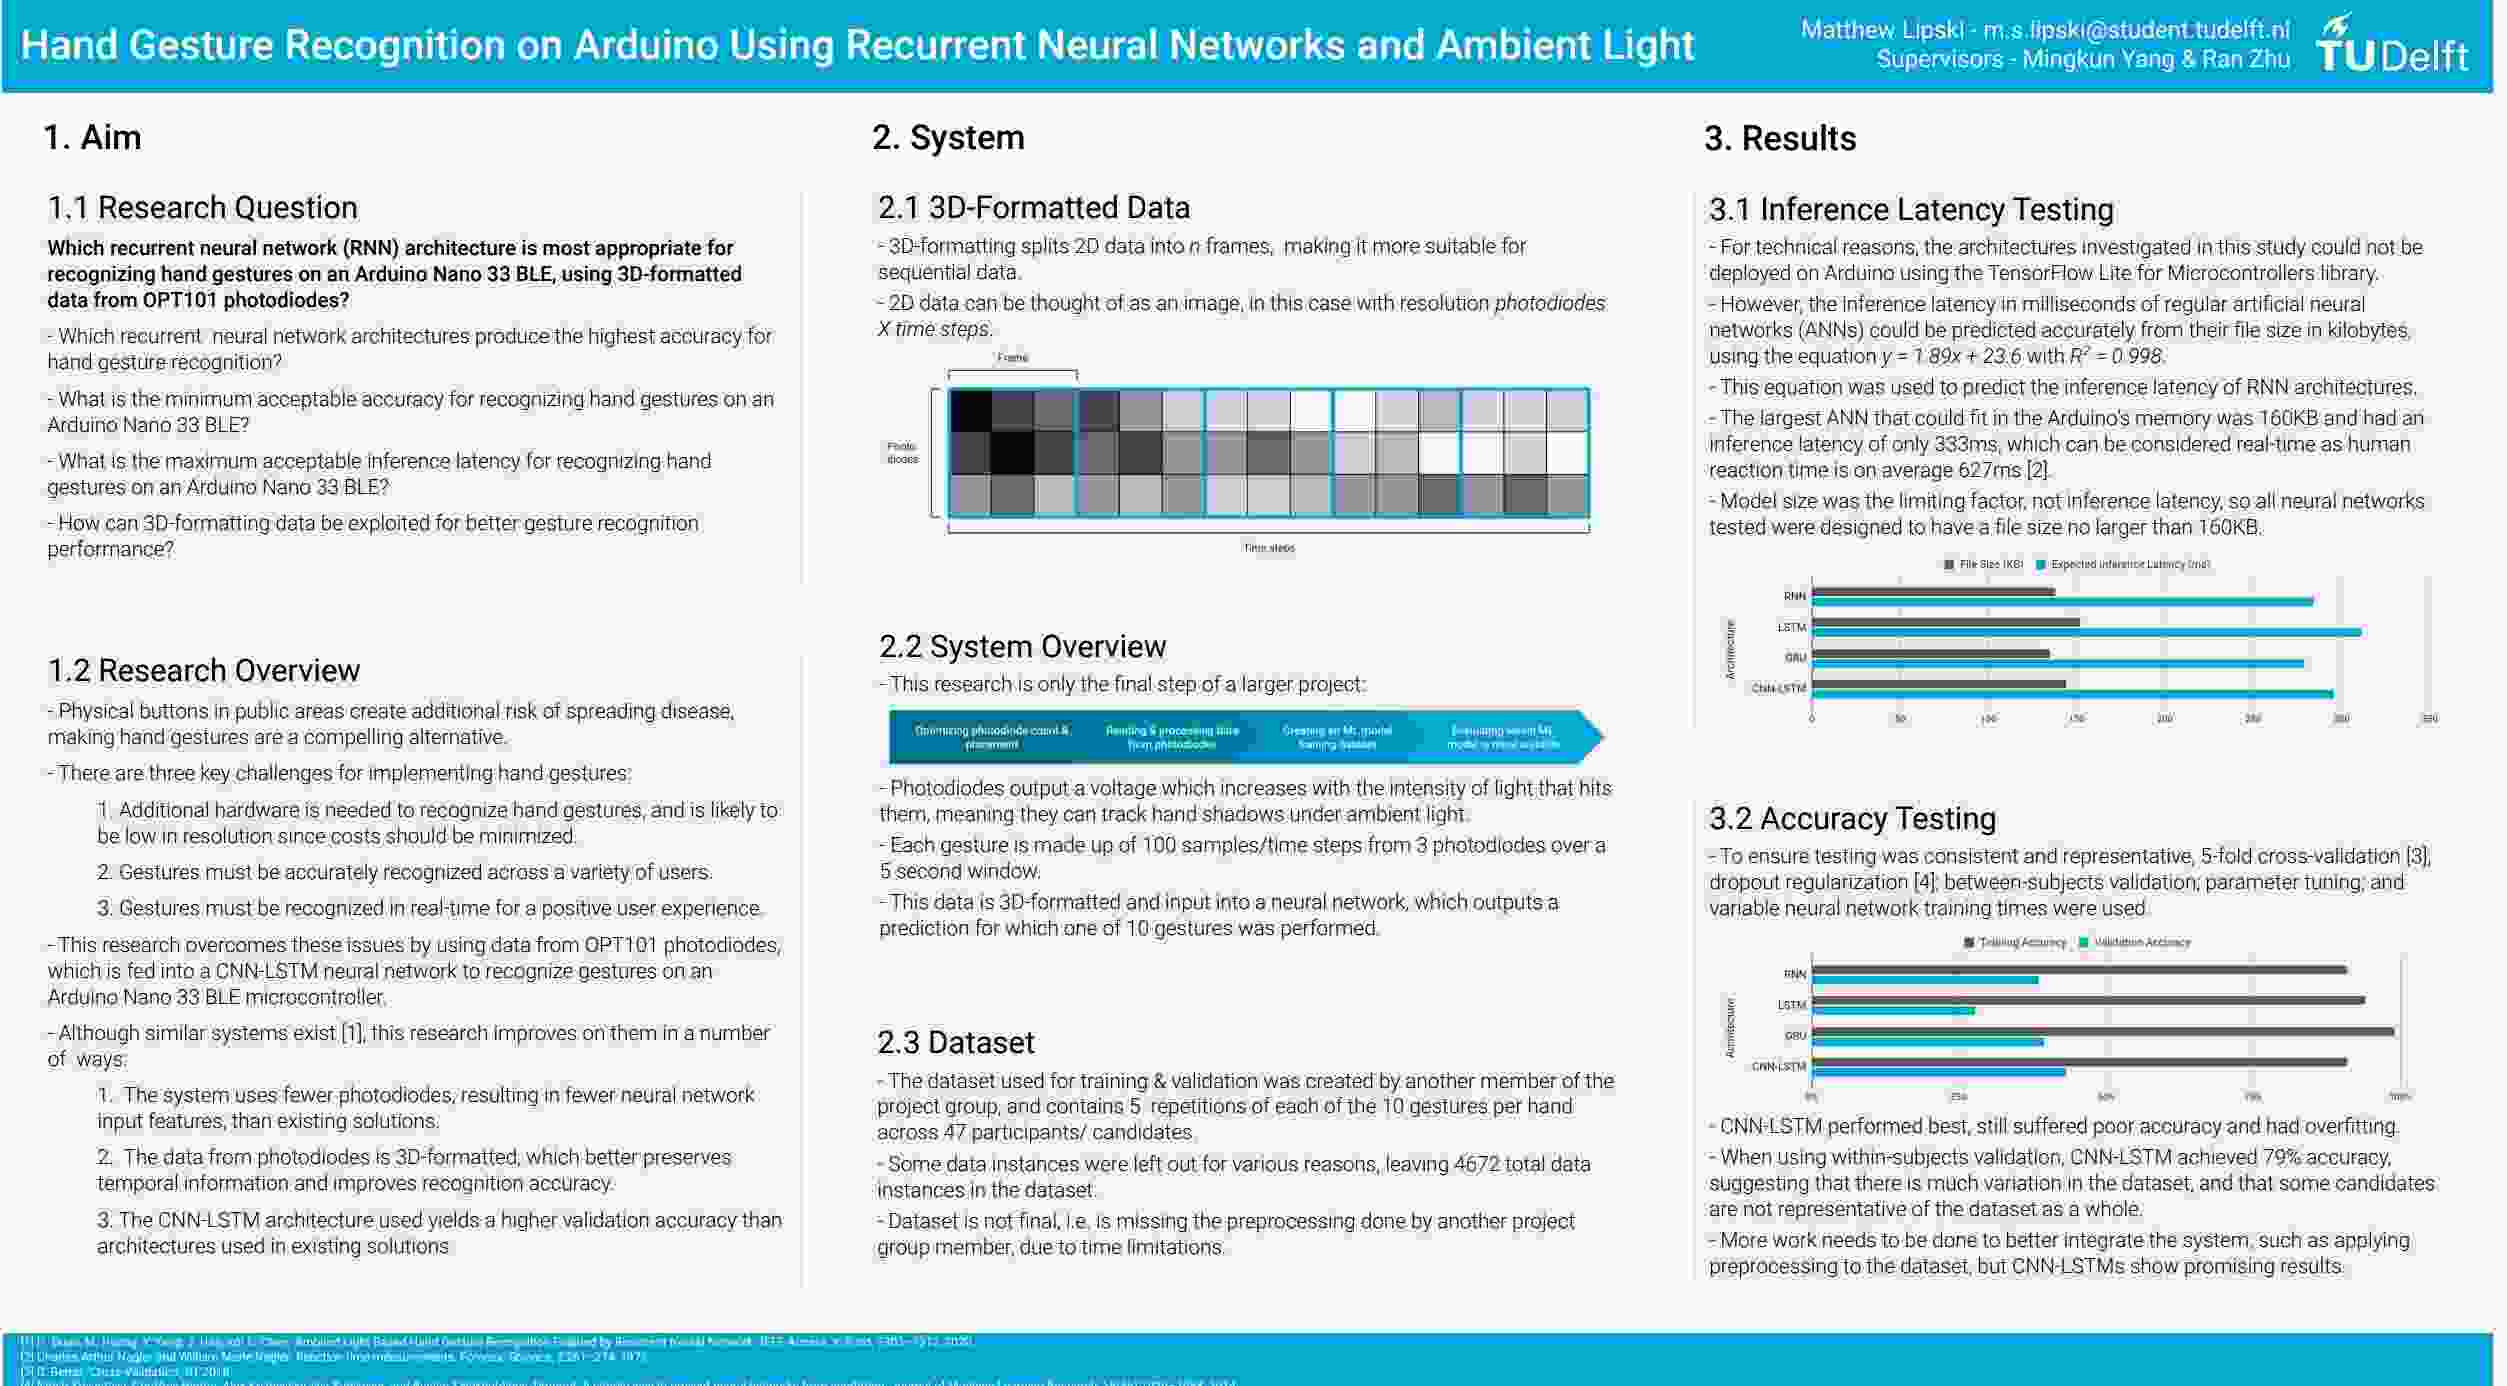 Hand Gesture Recognition on Arduino Using Recurrent Neural Networks and Ambient Light
Matthew Lipski - m.s.lipski@student.tudelft.nl
Supervisors - Mingkun Yang & Ran Zhu
TUDelft
1. Aim
1.1 Research Question
Which recurrent neural network (RNN) architecture is most appropriate for
recognizing hand gestures on an Arduino Nano 33 BLE, using 3D-formatted
data from OPT101 photodiodes?
- Which recurrent neural network architectures produce the highest accuracy for
hand gesture recognition?
- What is the minimum acceptable accuracy for recognizing hand gestures on an
Arduino Nano 33 BLE?
- What is the maximum acceptable inference latency for recognizing hand
gestures on an Arduino Nano 33 BLE?
- How can 3D-formatting data be exploited for better gesture recognition
performance?
1.2 Research Overview
- Physical buttons in public areas create additional risk of spreading disease,
making hand gestures are a compelling alternative.
- There are three key challenges for implementing hand gestures:
1. Additional hardware is needed to recognize hand gestures, and is likely to
be low in resolution since costs should be minimized.
2. Gestures must be accurately recognized across a variety of users.
3. Gestures must be recognized in real-time for a positive user experience.
- This research overcomes these issues by using data from OPT101 photodiodes,
which is fed into a CNN-LSTM neural network to recognize gestures on an
Arduino Nano 33 BLE microcontroller.
- Although similar systems exist [1], this research improves on them in a number
of ways:
1. The system uses fewer photodiodes, resulting in fewer neural network
input features, than existing solutions.
2. The data from photodiodes is 3D-formatted, which better preserves
temporal information and improves recognition accuracy.
3. The CNN-LSTM architecture used yields a higher validation accuracy than
architectures used in existing solutions
2. System
2.1 3D-Formatted Data
- 3D-formatting splits 2D data into n frames, making it more suitable for
sequential data.
- 2D data can be thought of as an image, in this case with resolution photodiodes
X time steps.
Frame
Photo
diodes
Time steps
2.2 System Overview
- This research is only the final step of a larger project:
Optimizing photodiode count &
placement
Reading & processing data
from photodiodes
Creating an ML model
training dataset
Evaluating which ML
model is most suitable
- Photodiodes output a voltage which increases with the intensity of light that hits
them, meaning they can track hand shadows under ambient light.
- Each gesture is made up of 100 samples/time steps from 3 photodiodes over a
5 second window.
- This data is 3D-formatted and input into a neural network, which outputs a
prediction for which one of 10 gestures was performed.
2.3 Dataset
- The dataset used for training & validation was created by another member of the
project group, and contains 5 repetitions of each of the 10 gestures per hand
across 47 participants/ candidates.
- Some data instances were left out for various reasons, leaving 4672 total data
instances in the dataset.
- Dataset is not final, i.e. is missing the preprocessing done by another project
group member, due to time limitations.
3. Results
3.1 Inference Latency Testing
- For technical reasons, the architectures investigated in this study could not be
deployed on Arduino using the TensorFlow Lite for Microcontrollers library.
- However, the inference latency in milliseconds of regular artificial neural
networks (ANNs) could be predicted accurately from their file size in kilobytes,
using the equation y = 1.89x + 23.6 with R² = 0.998.
- This equation was used to predict the inference latency of RNN architectures.
- The largest ANN that could fit in the Arduino's memory was 160KB and had an
inference latency of only 333ms, which can be considered real-time as human
reaction time is on average 627ms [2].
- Model size was the limiting factor, not inference latency, so all neural networks
tested were designed to have a file size no larger than 160KB.
File Size (KB) Expected Inference Latency (ms)
Architecture
RNN
LSTM
GRU
CNN-LSTM
0 50 100 150 200 250 300 350
3.2 Accuracy Testing
- To ensure testing was consistent and representative, 5-fold cross-validation [3],
dropout regularization [4]; between-subjects validation; parameter tuning; and
variable neural network training times were used.
Training Accuracy Validation Accuracy
Architecture
RNN
LSTM
GRU
CNN-LSTM
0% 25% 50% 75% 100%
- CNN-LSTM performed best, still suffered poor accuracy and had overfitting.
- When using within-subjects validation, CNN-LSTM achieved 79% accuracy,
suggesting that there is much variation in the dataset, and that some candidates
are not representative of the dataset as a whole.
- More work needs to be done to better integrate the system, such as applying
preprocessing to the dataset, but CNN-LSTMs show promising results.
Ambient Light Based Hand Gesture Recognition Enabled by Recurrent Neural Network. IEEE Access
[2] Charles Arthur Nagler and William Merle Nagler. Reaction time measurements. Forensic Science,
[3] D. Berrar. Cross-Validation,